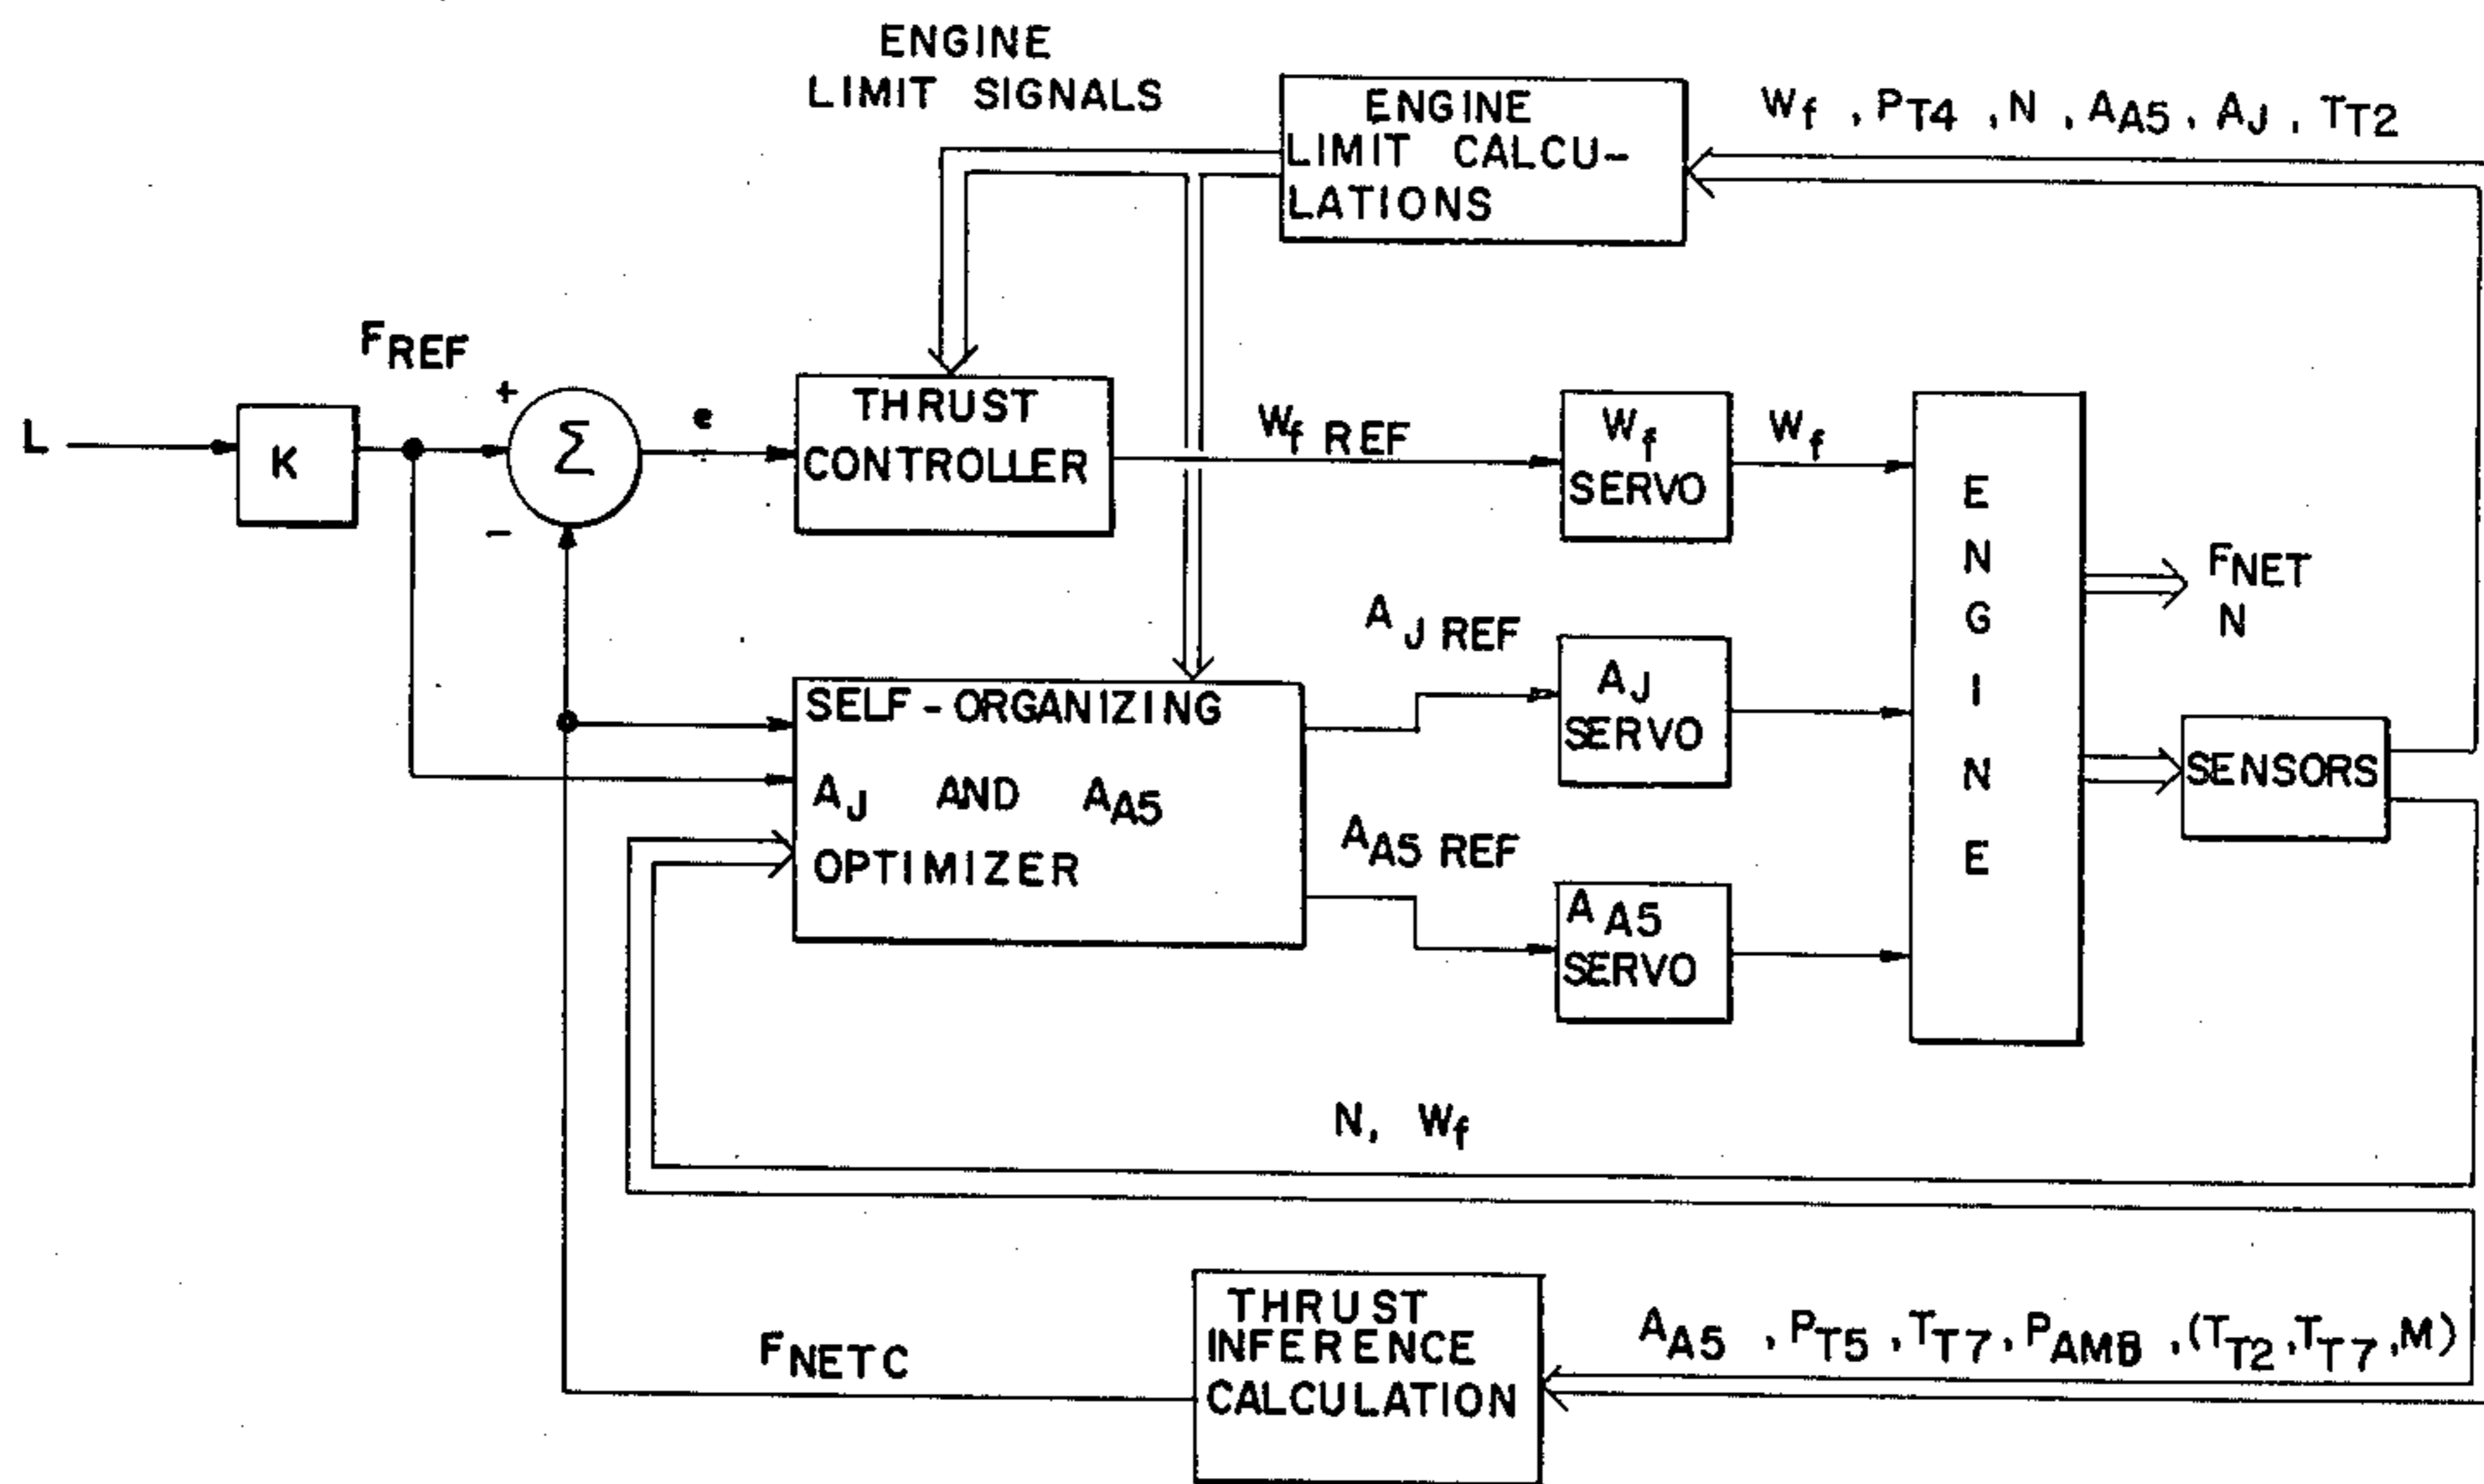 ENGINE
LIMIT SIGNALS
ENGINE
LIMIT CALCU-
LATIONS
Wf , PT4 , N , AA5 , AJ , TT2
FREF
L
K
+
Σ
-
e
THRUST
CONTROLLER
Wf REF
Wf
SERVO
Wf
ENGINE
FNET
N
SELF-ORGANIZING
AJ AND AA5
OPTIMIZER
AJ REF
AJ
SERVO
AA5 REF
AA5
SERVO
SENSORS
N, Wf
THRUST
INFERENCE
CALCULATION
FNETC
AA5 , PT5 , TT7 , PAMB , (TT2 , TT7 , M)